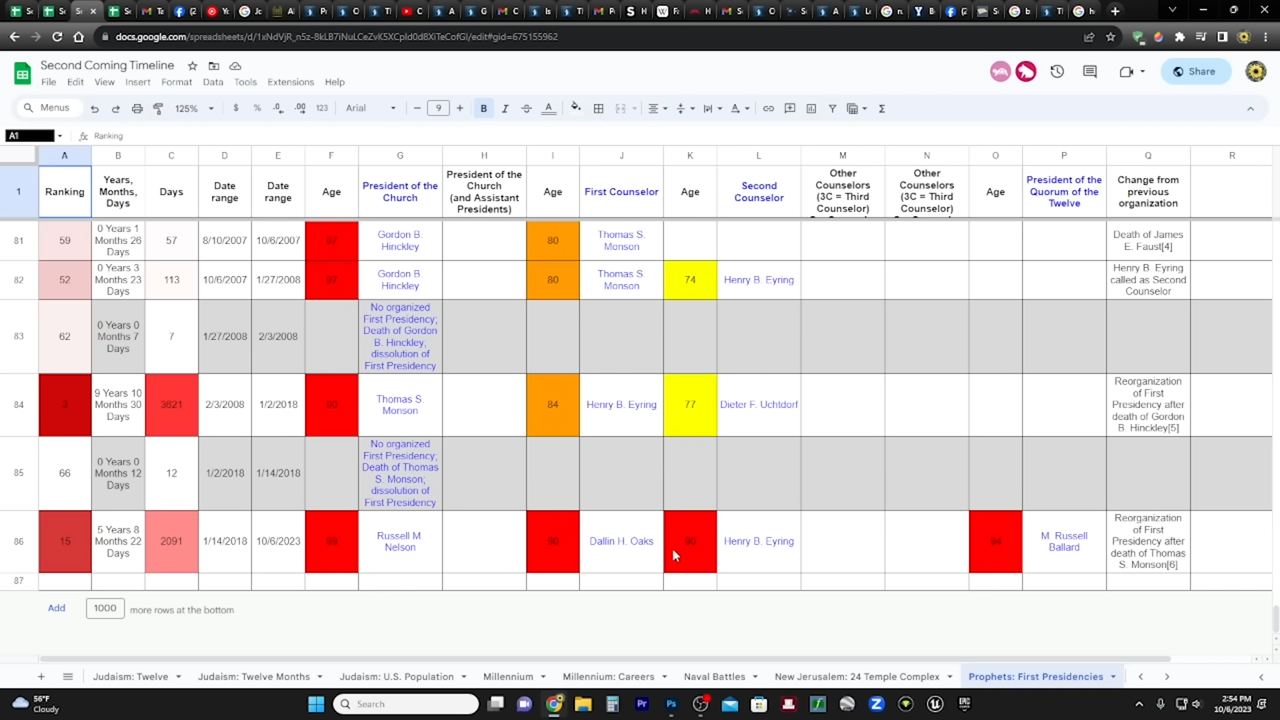 docs.google.com/spreadsheets/d/1xNdVjR_n5z-8kLB7iNuLCeZvK5XCpId0d8XiTeCofGI/edit#gid=675155962
Second Coming Timeline
File Edit View Insert Format Data Tools Extensions Help
Share
Menus 125% $ % .0 .00 123 Arial 9 B I A
A1 fx Ranking
A B C D E F G H I J K L M N O P Q R
1 Ranking
Years, Months, Days
Days
Date range
Date range
Age
President of the Church
President of the Church (and Assistant Presidents)
Age
First Counselor
Age
Second Counselor
Other Counselors (3C = Third Counselor)
Other Counselors (3C = Third Counselor)
Age
President of the Quorum of the Twelve
Change from previous organization
81 59 0 Years 1 Months 26 Days 57 8/10/2007 10/6/2007 97 Gordon B. Hinckley 80 Thomas S. Monson Death of James E. Faust[4]
82 52 0 Years 3 Months 23 Days 113 10/6/2007 1/27/2008 97 Gordon B. Hinckley 80 Thomas S. Monson 74 Henry B. Eyring Henry B. Eyring called as Second Counselor
83 62 0 Years 0 Months 7 Days 7 1/27/2008 2/3/2008 No organized First Presidency; Death of Gordon B. Hinckley; dissolution of First Presidency
84 9 Years 10 Months 30 Days 3621 2/3/2008 1/2/2018 90 Thomas S. Monson 84 Henry B. Eyring 77 Dieter F. Uchtdorf Reorganization of First Presidency after death of Gordon B. Hinckley[5]
85 66 0 Years 0 Months 12 Days 12 1/2/2018 1/14/2018 No organized First Presidency; Death of Thomas S. Monson; dissolution of First Presidency
86 15 5 Years 8 Months 22 Days 2091 1/14/2018 10/6/2023 99 Russell M. Nelson 90 Dallin H. Oaks 90 Henry B. Eyring 94 M. Russell Ballard Reorganization of First Presidency after death of Thomas S. Monson[6]
87
Add 1000 more rows at the bottom
Judaism: Twelve Judaism: Twelve Months Judaism: U.S. Population Millennium Millennium: Careers Naval Battles New Jerusalem: 24 Temple Complex Prophets: First Presidencies
56°F
Cloudy
Search
2:54 PM
10/6/2023